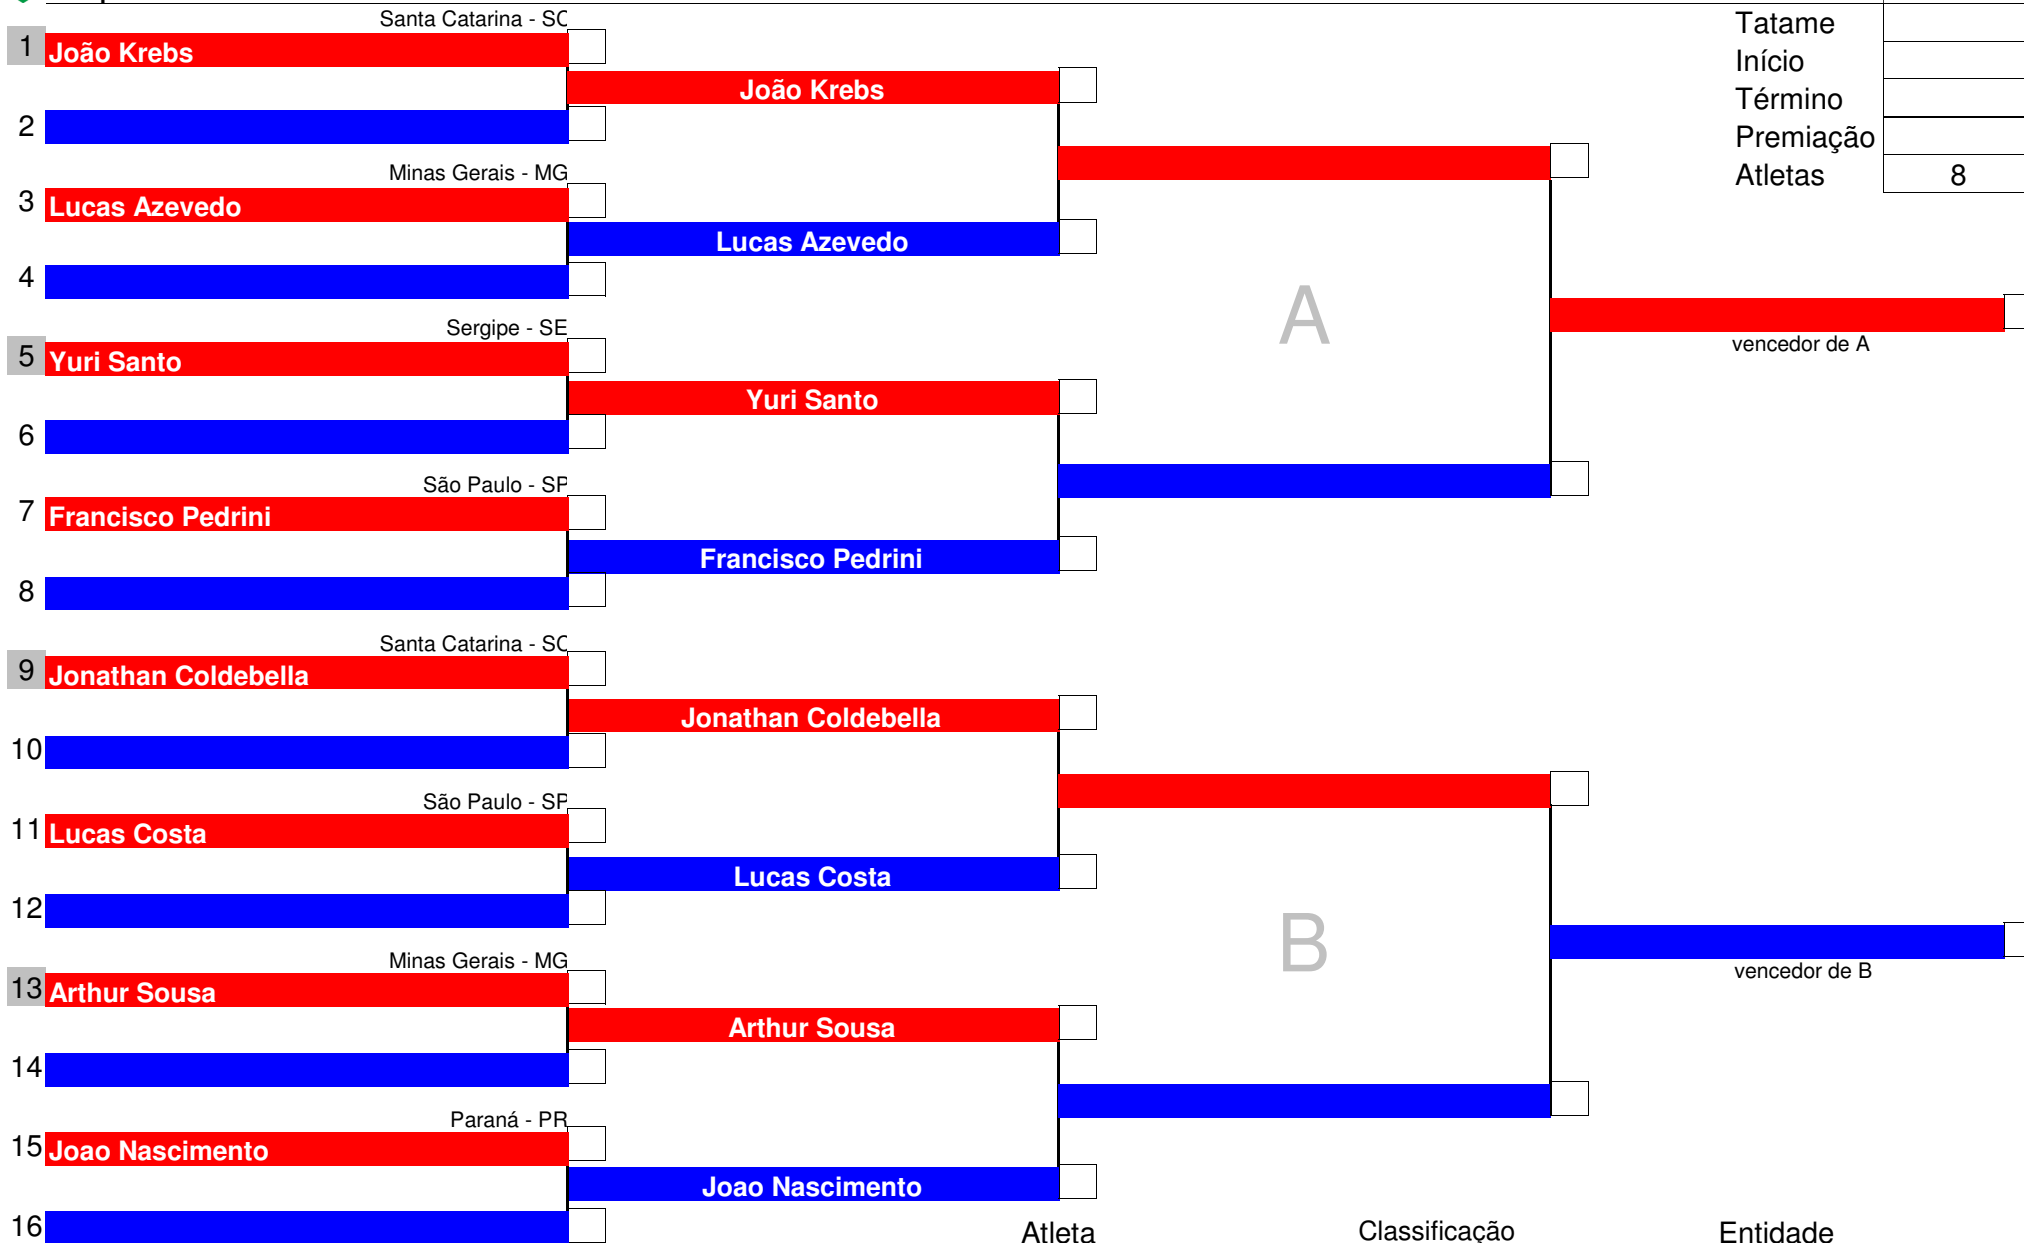 Santa Catarina - SC
Tatame
1 João Krebs
Início
João Krebs
Término
2
Premiação
Minas Gerais - MG
Atletas 8
3 Lucas Azevedo
Lucas Azevedo
4
A
Sergipe - SE
vencedor de A
5 Yuri Santo
Yuri Santo
6
São Paulo - SP
7 Francisco Pedrini
Francisco Pedrini
8
Santa Catarina - SC
9 Jonathan Coldebella
Jonathan Coldebella
10
São Paulo - SP
11 Lucas Costa
Lucas Costa
12
B
Minas Gerais - MG
vencedor de B
13 Arthur Sousa
Arthur Sousa
14
Paraná - PR
15 Joao Nascimento
Joao Nascimento
16
Atleta Classificação Entidade